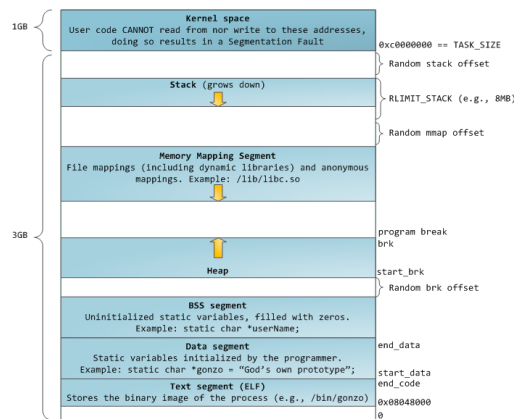 1GB
Kernel space
User code CANNOT read from nor write to these addresses,
doing so results in a Segmentation Fault
0xc0000000 == TASK_SIZE
Random stack offset
Stack (grows down)
RLIMIT_STACK (e.g., 8MB)
Random mmap offset
Memory Mapping Segment
File mappings (including dynamic libraries) and anonymous
mappings. Example: /lib/libc.so
3GB
program break
brk
Heap
start_brk
Random brk offset
BSS segment
Uninitialized static variables, filled with zeros.
Example: static char *userName;
Data segment
Static variables initialized by the programmer.
Example: static char *gonzo = “God’s own prototype”;
end_data
start_data
Text segment (ELF)
Stores the binary image of the process (e.g., /bin/gonzo)
end_code
0x08048000
0